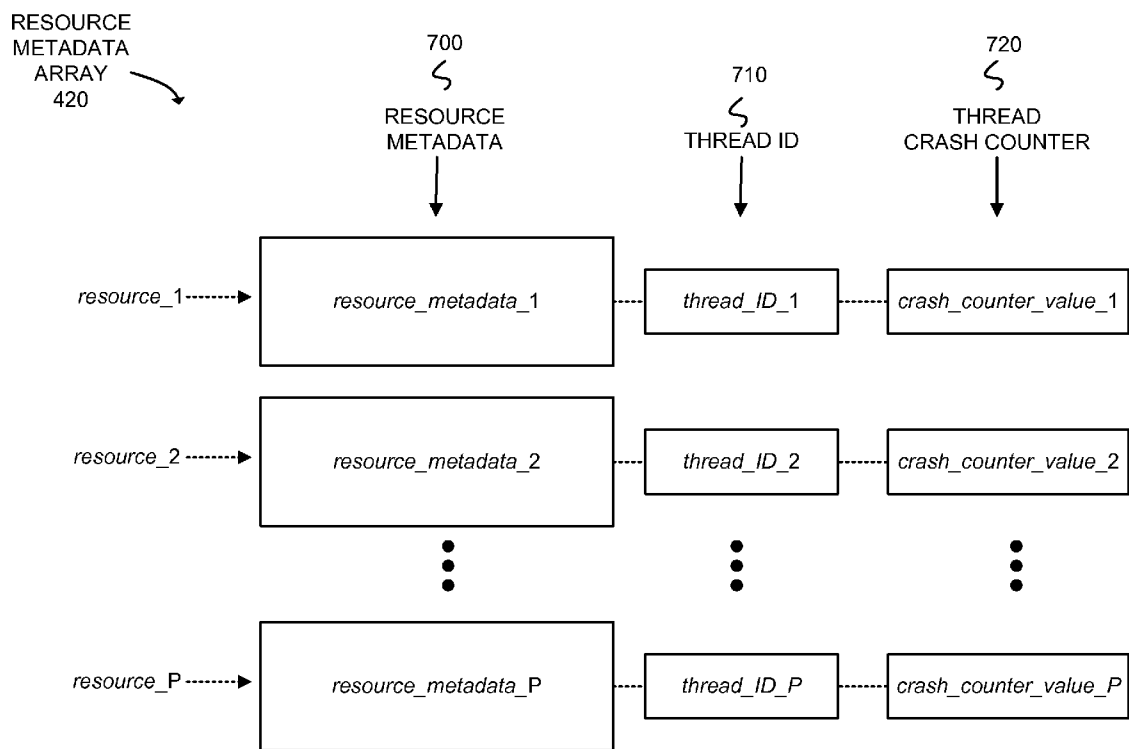 RESOURCE
METADATA
ARRAY
420
700
RESOURCE
METADATA
710
THREAD ID
720
THREAD
CRASH COUNTER
resource_1
resource_metadata_1
thread_ID_1
crash_counter_value_1
resource_2
resource_metadata_2
thread_ID_2
crash_counter_value_2
resource_P
resource_metadata_P
thread_ID_P
crash_counter_value_P